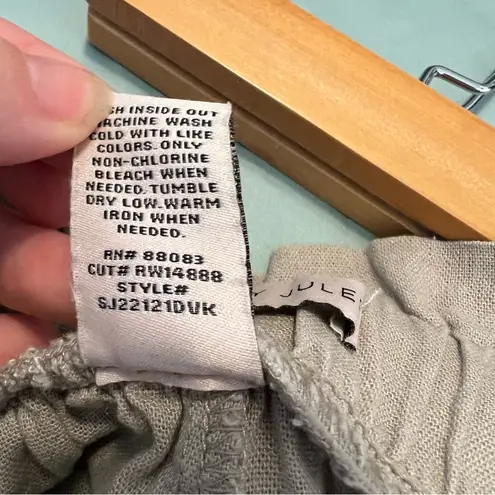 SH INSIDE OUT
MACHINE WASH
COLD WITH LIKE
COLORS. ONLY
NON-CHLORINE
BLEACH WHEN
NEEDED. TUMBLE
DRY LOW. WARM
IRON WHEN
NEEDED.
RN# 88083
CUT# RW14888
STYLE#
SJ22121DVK
Y JULE